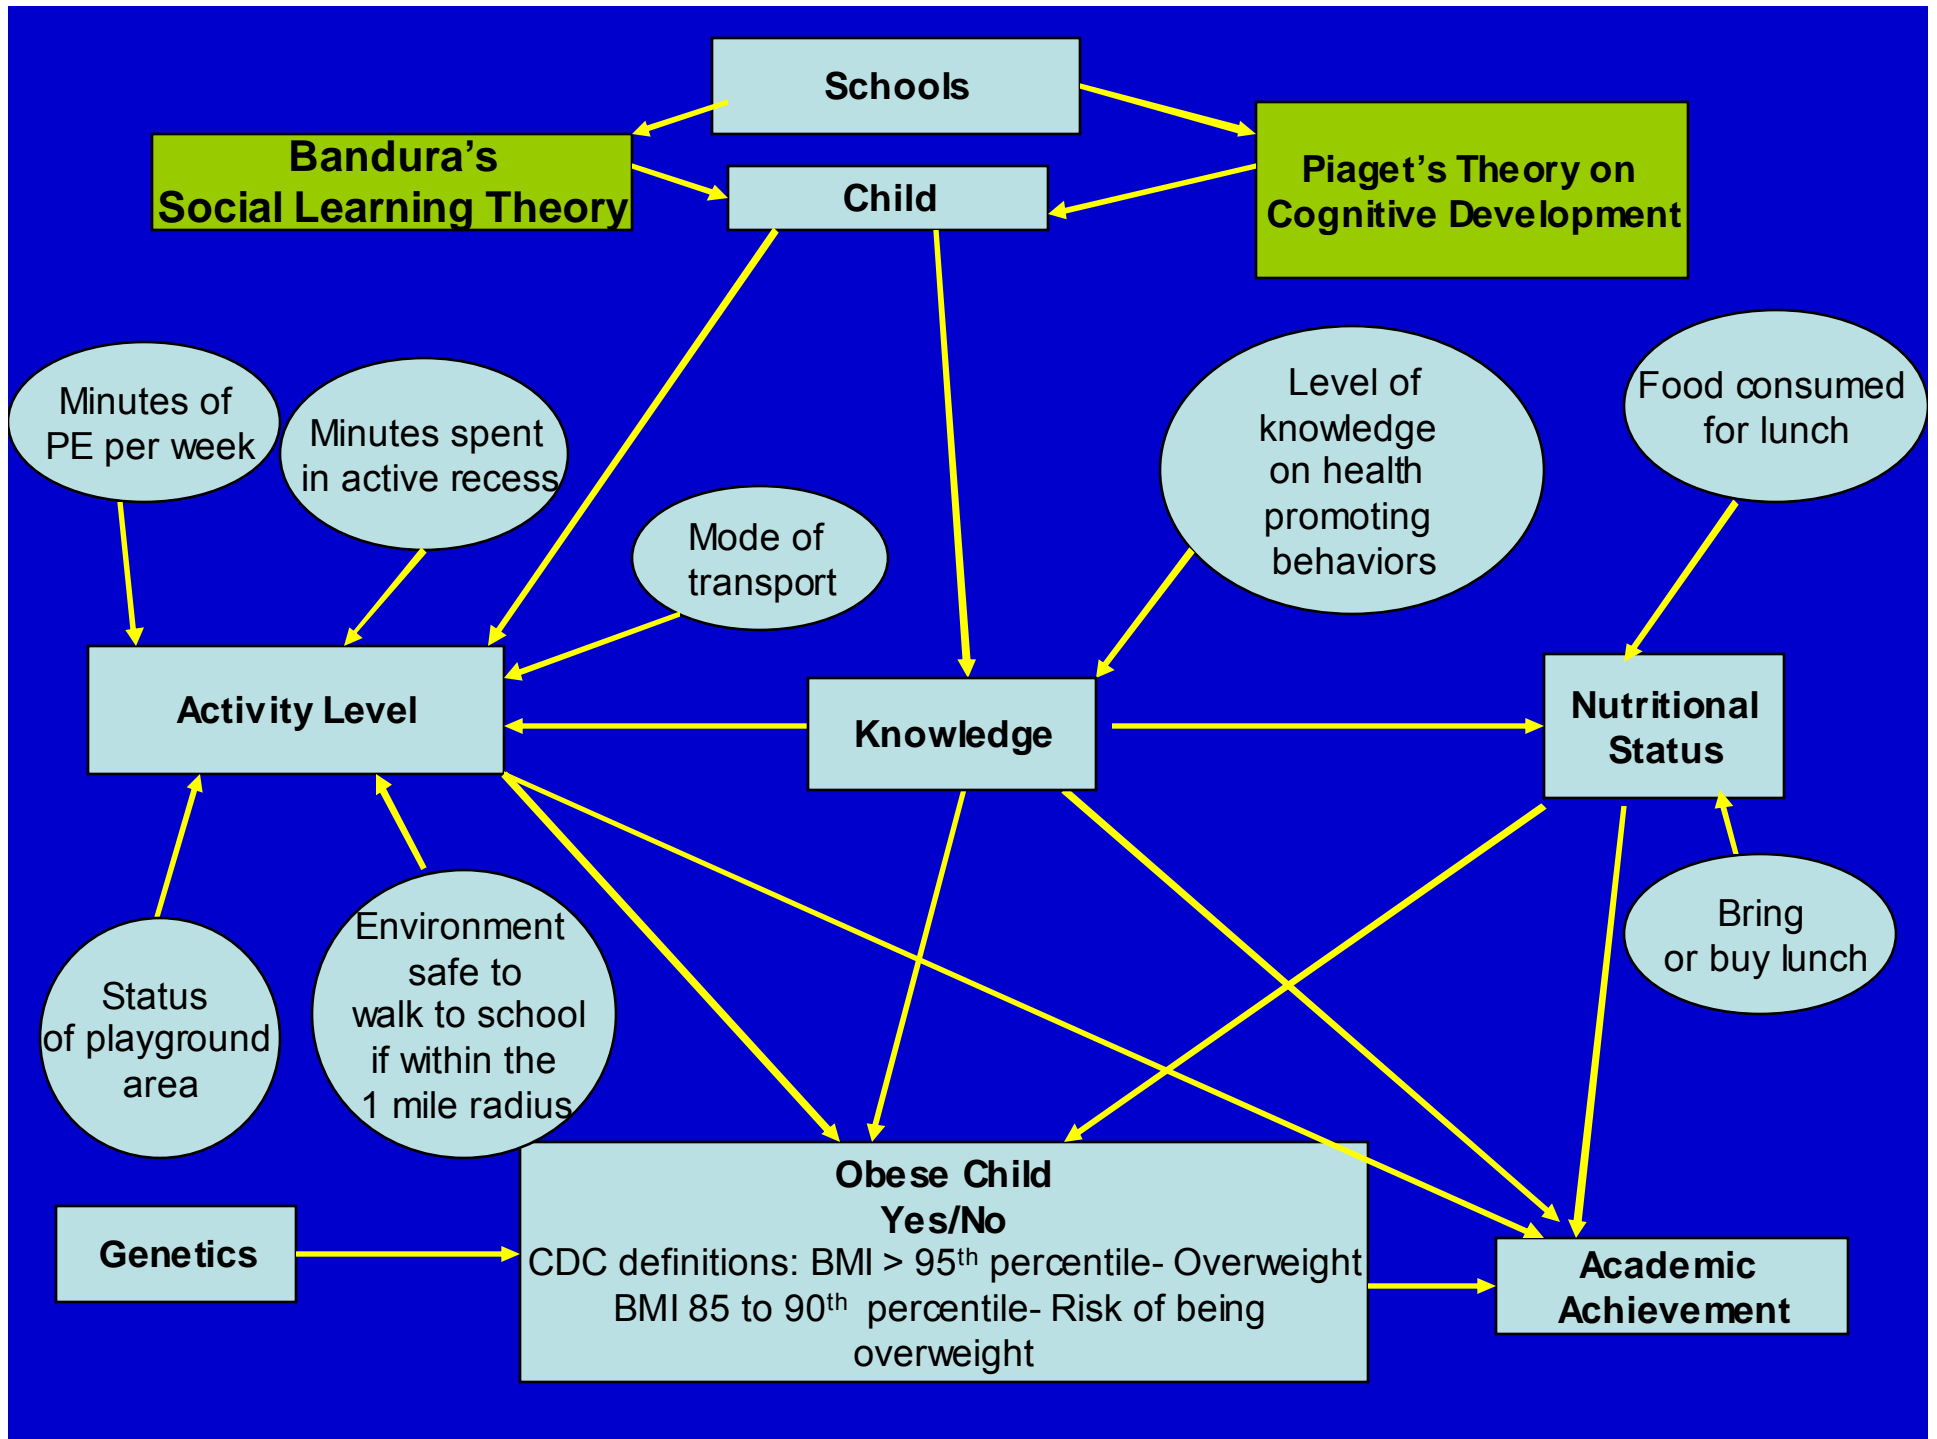 Schools
Bandura’s
Social Learning Theory
Piaget’s Theory on
Cognitive Development
Child
Minutes of
PE per week
Minutes spent
in active recess
Mode of
transport
Level of
knowledge
on health
promoting
behaviors
Food consumed
for lunch
Activity Level
Knowledge
Nutritional
Status
Status
of playground
area
Environment
safe to
walk to school
if within the
1 mile radius
Bring
or buy lunch
Genetics
Obese Child
Yes/No
CDC definitions: BMI > 95th percentile- Overweight
BMI 85 to 90th percentile- Risk of being
overweight
Academic
Achievement